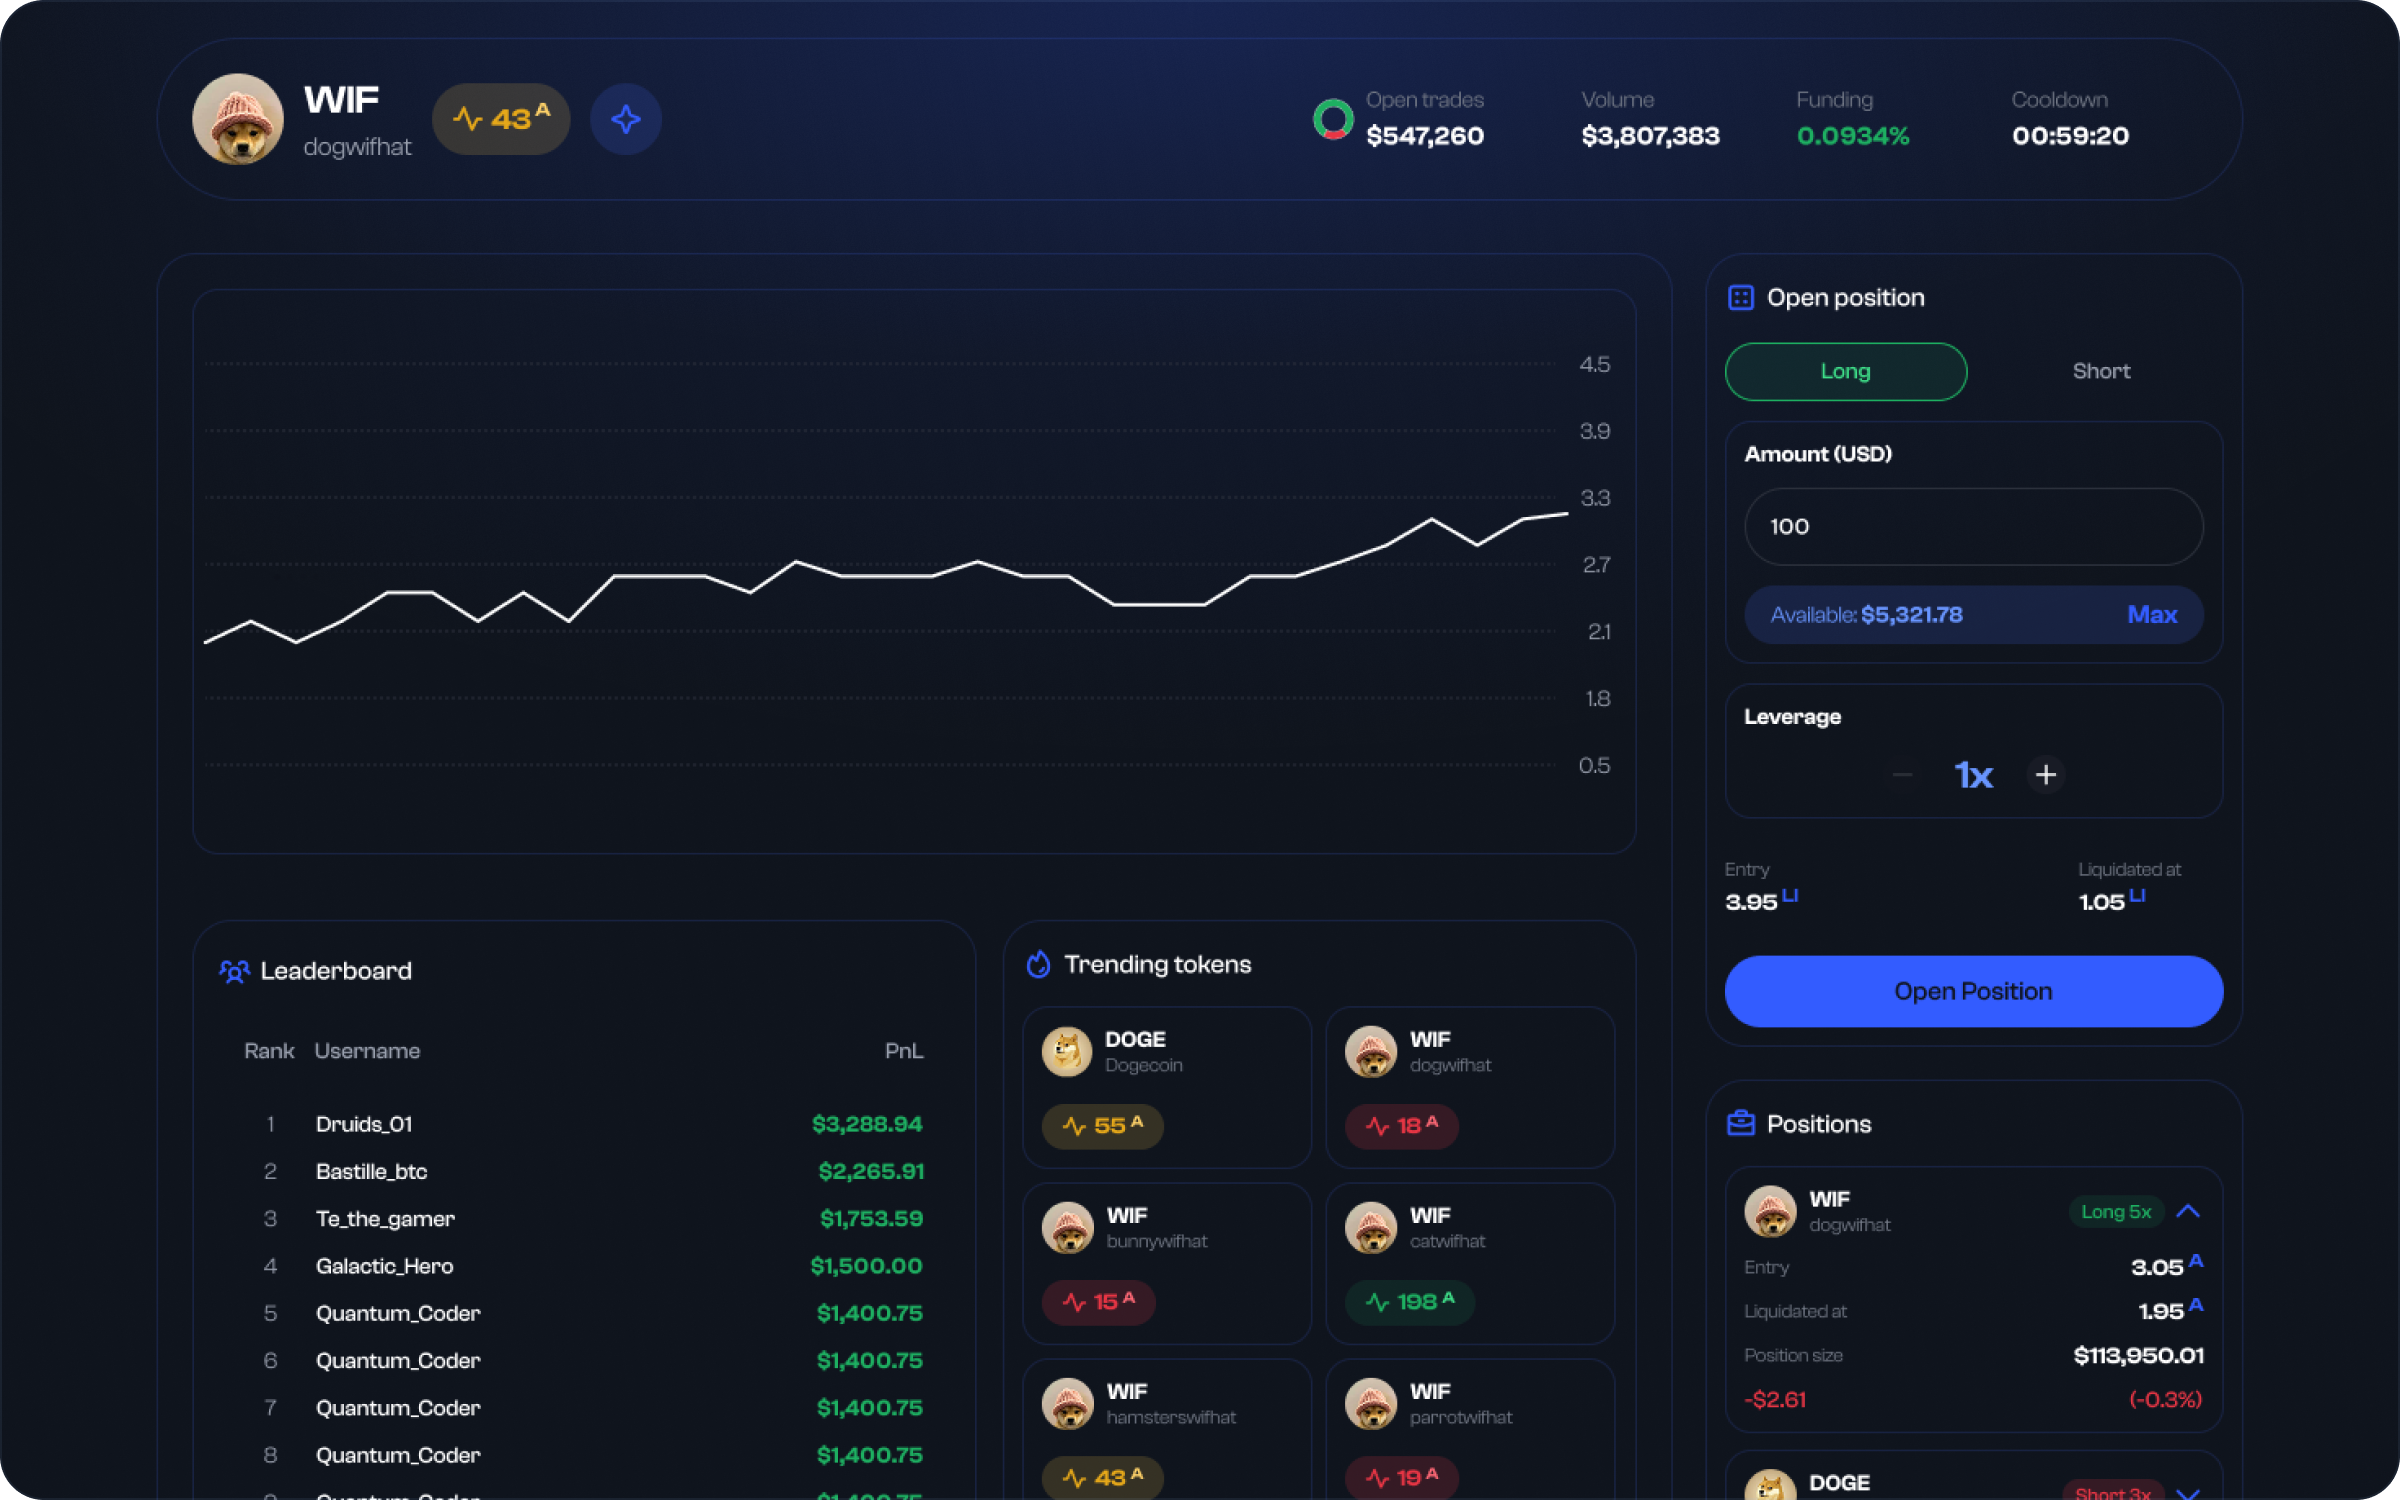 WIF
dogwifhat
43 A
Open trades
$547,260
Volume
$3,807,383
Funding
0.0934%
Cooldown
00:59:20
4.5
3.9
3.3
2.7
2.1
1.8
0.5
Open position
Long
Short
Amount (USD)
100
Available: $5,321.78
Max
Leverage
1x
Entry
3.95 LI
Liquidated at
1.05 LI
Open Position
Leaderboard
Rank Username PnL
1 Druids_01 $3,288.94
2 Bastille_btc $2,265.91
3 Te_the_gamer $1,753.59
4 Galactic_Hero $1,500.00
5 Quantum_Coder $1,400.75
6 Quantum_Coder $1,400.75
7 Quantum_Coder $1,400.75
8 Quantum_Coder $1,400.75
Quantum_Coder $1,400.75
Trending tokens
DOGE
Dogecoin
55 A
WIF
dogwifhat
18 A
WIF
bunnywifhat
15 A
WIF
catwifhat
198 A
WIF
hamsterswifhat
43 A
WIF
parrotwifhat
19 A
Positions
WIF
dogwifhat
Long 5x
Entry 3.05 A
Liquidated at 1.95 A
Position size $113,950.01
-$2.61 (-0.3%)
DOGE
Short 3x